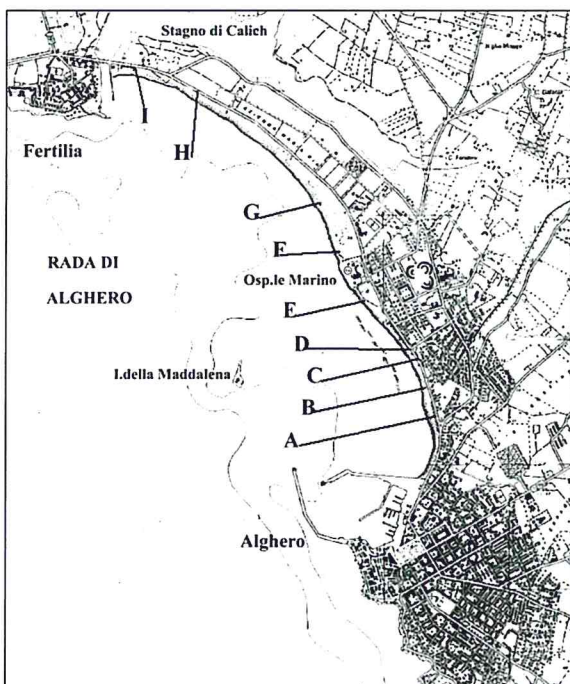 Stagno di Calich
I
Fertilia
H
G
F
RADA DI
Osp.le Marino
ALGHERO
E
D
I.della Maddalena
C
B
A
Alghero